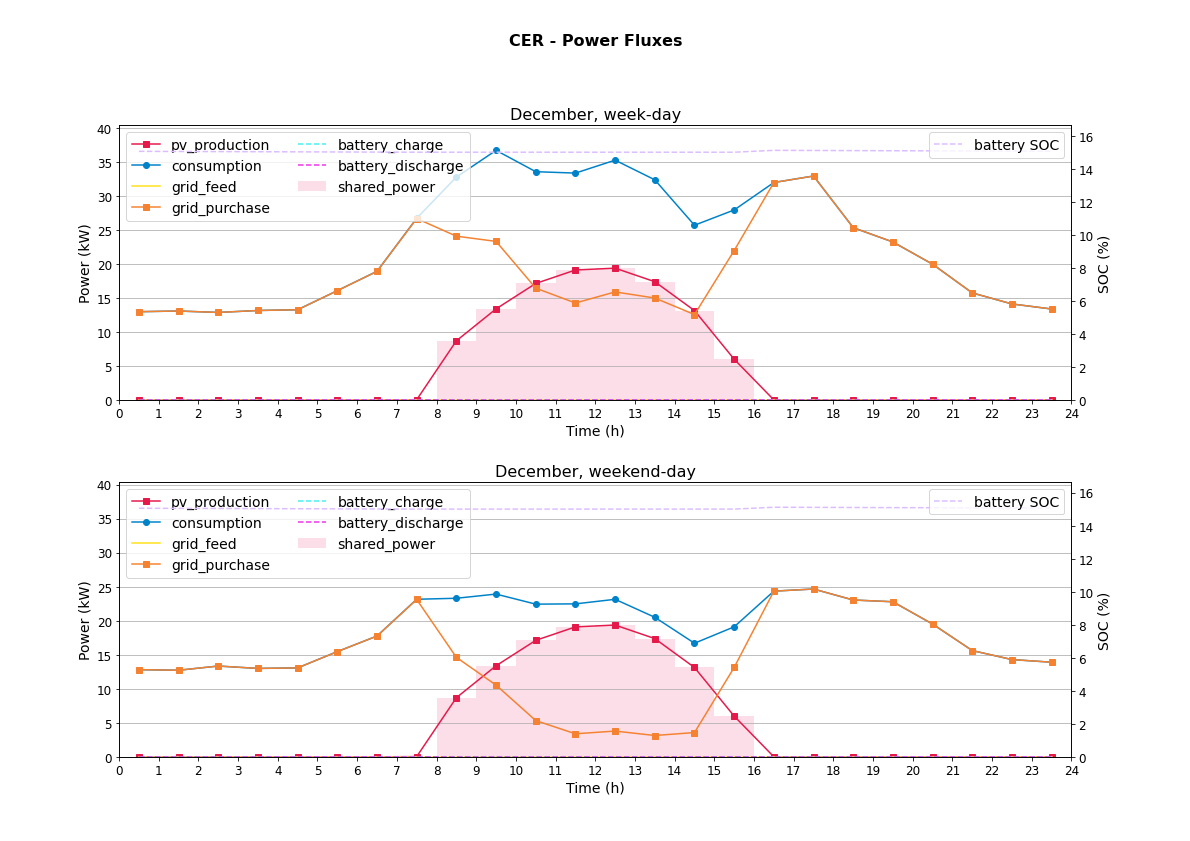 CER - Power Fluxes
December, week-day
pv_production
consumption
grid_feed
grid_purchase
battery_charge
battery_discharge
shared_power
battery SOC
Power (kW)
40
35
30
25
20
15
10
5
0
SOC (%)
16
14
12
10
8
6
4
2
0
0 1 2 3 4 5 6 7 8 9 10 11 12 13 14 15 16 17 18 19 20 21 22 23 24
Time (h)
December, weekend-day
pv_production
consumption
grid_feed
grid_purchase
battery_charge
battery_discharge
shared_power
battery SOC
Power (kW)
40
35
30
25
20
15
10
5
0
SOC (%)
16
14
12
10
8
6
4
2
0
0 1 2 3 4 5 6 7 8 9 10 11 12 13 14 15 16 17 18 19 20 21 22 23 24
Time (h)